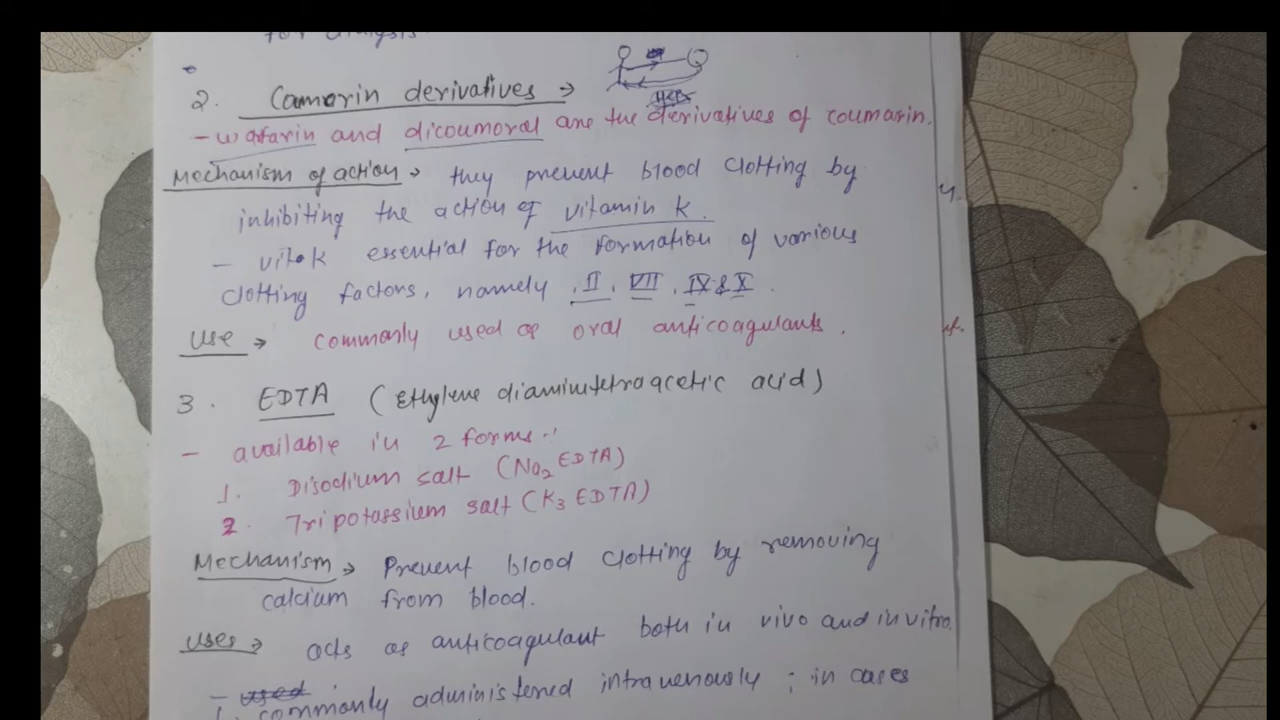 for dialysis.
2. Camorin derivatives →
- warfarin and dicoumoral are the derivatives of coumarin.
Mechanism of action → they prevent blood clotting by
inhibiting the action of vitamin K.
- vit K essential for the formation of various
clotting factors, namely, II, VII, IX & X.
Use → commonly used as oral anticoagulants.
3. EDTA (Ethylene diaminetetraacetic acid)
- available in 2 forms :
1. Disodium salt (Na2 EDTA)
2. Tripotassium salt (K3 EDTA)
Mechanism → Prevent blood clotting by removing
calcium from blood.
Uses → acts as anticoagulant both in vivo and in vitro.
1. commonly administered intravenously ; in cases